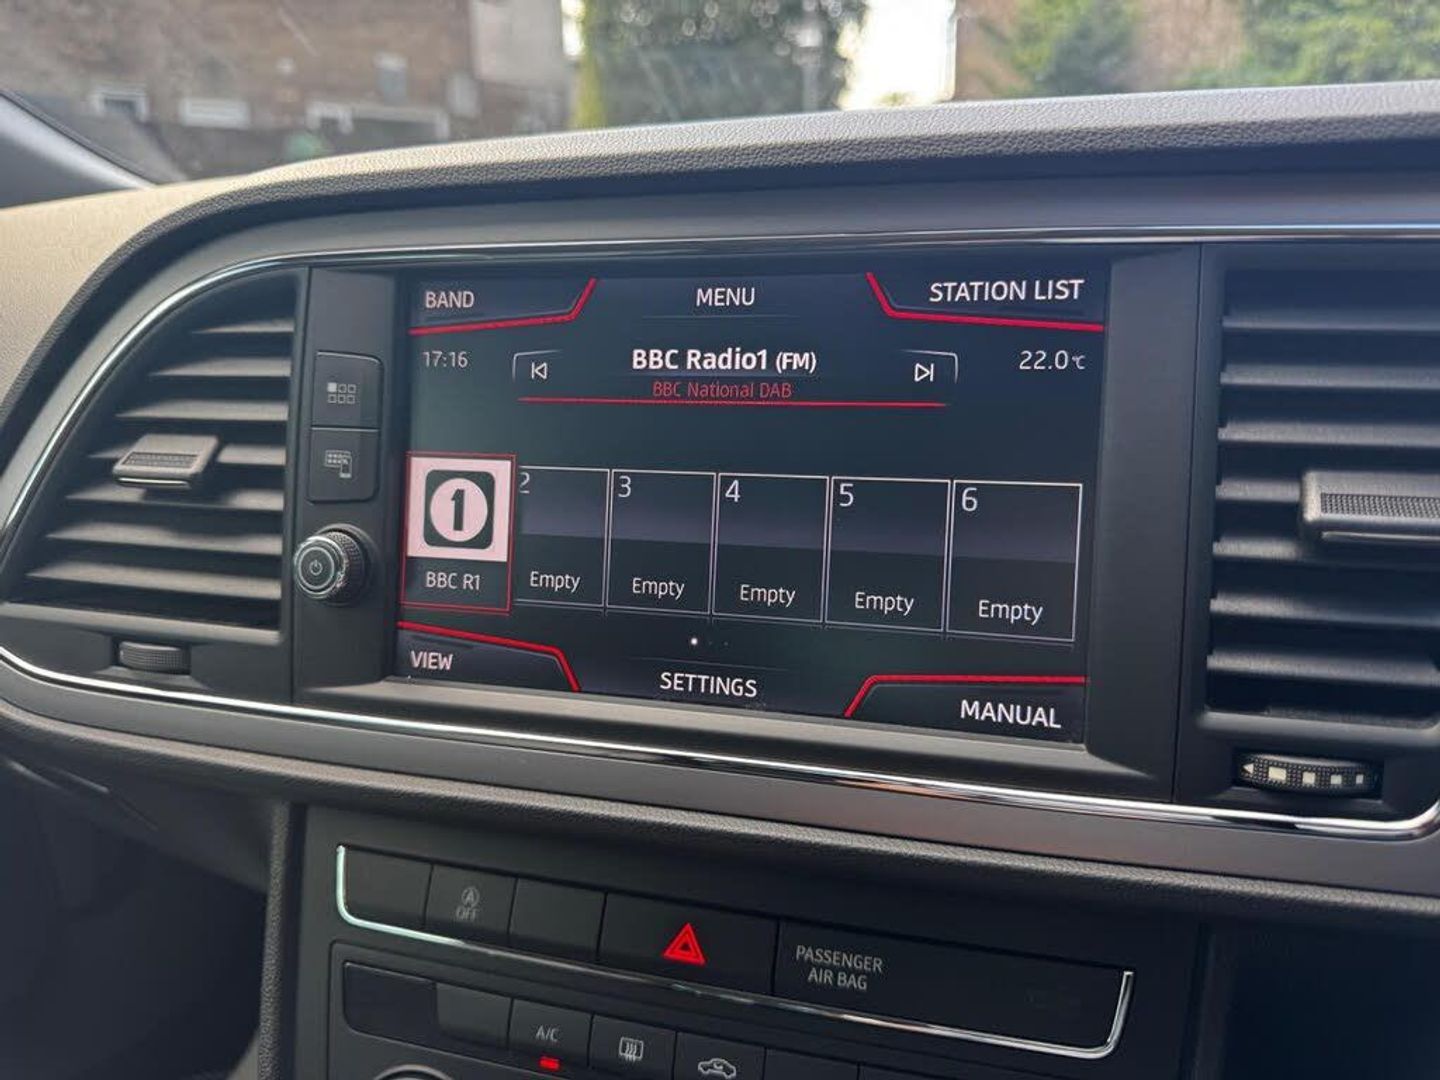 BAND
MENU
STATION LIST
17:16
BBC Radio1 (FM)
22.0°C
BBC National DAB
1
2
3
4
5
6
BBC R1
Empty
Empty
Empty
Empty
Empty
VIEW
SETTINGS
MANUAL
A
OFF
PASSENGER
AIR BAG
A/C